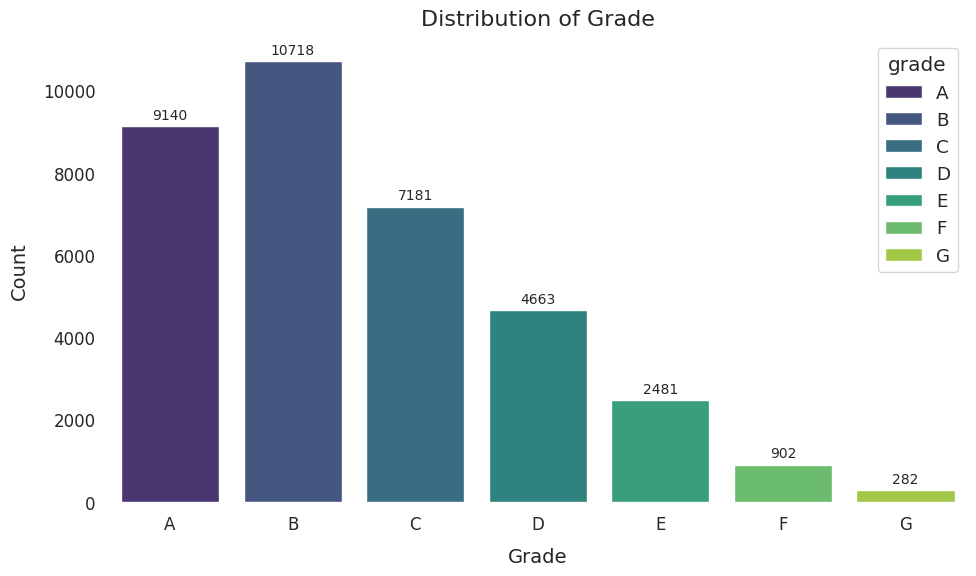 Distribution of Grade
10718
9140
7181
4663
2481
902
282
10000
8000
6000
4000
2000
0
Count
A
B
C
D
E
F
G
Grade
grade
A
B
C
D
E
F
G